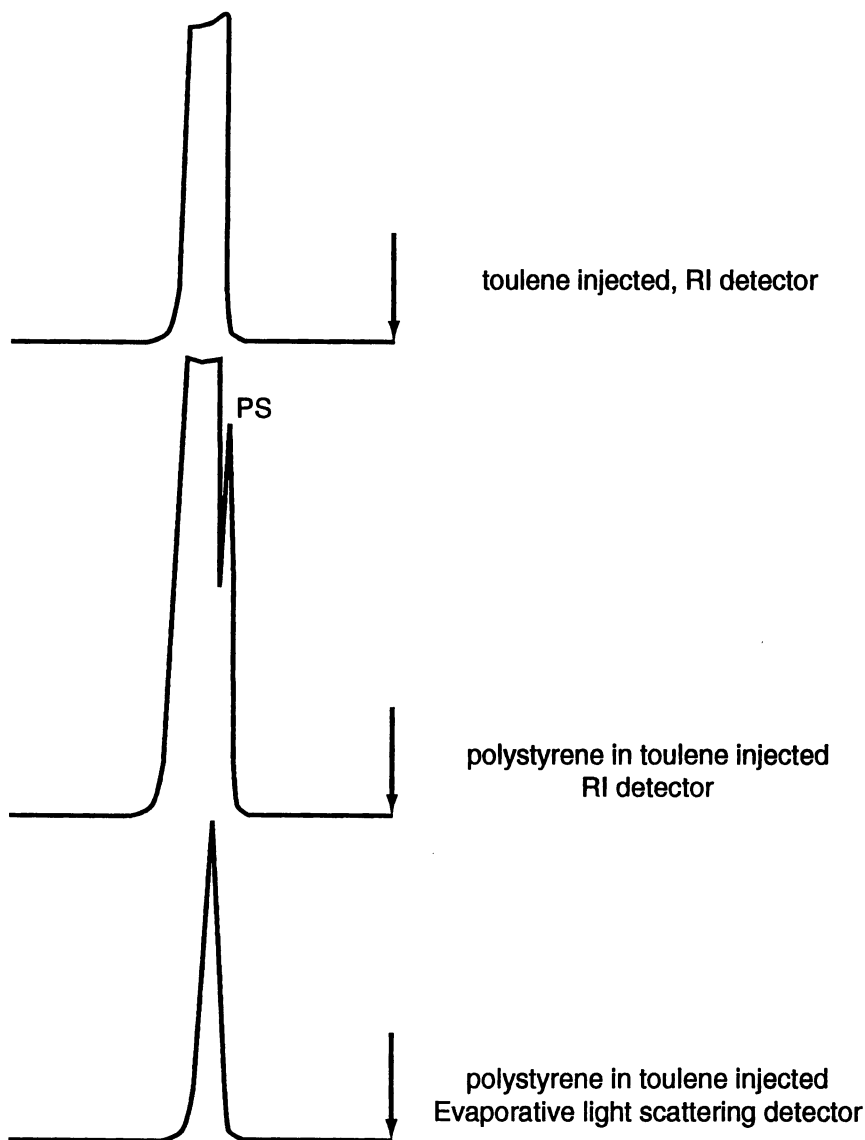 toulene injected, RI detector
PS
polystyrene in toulene injected
RI detector
polystyrene in toulene injected
Evaporative light scattering detector